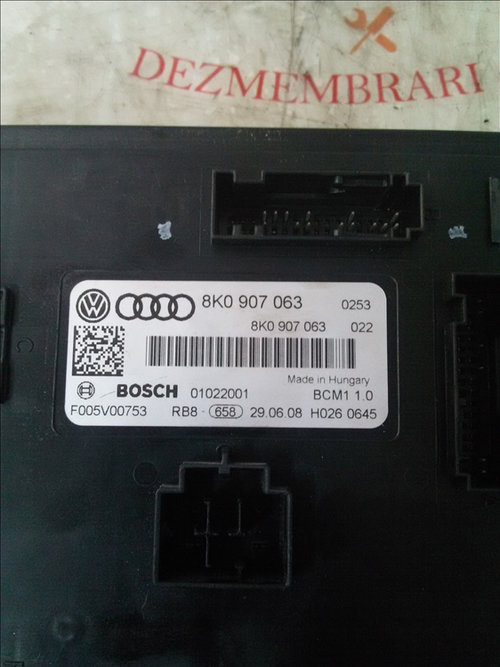 DEZMEMBRARI
8K0 907 063 0253
8K0 907 063 022
Made in Hungary
BOSCH 01022001 BCM1 1.0
F005V00753 RB8- 658 29.06.08 H026 0645